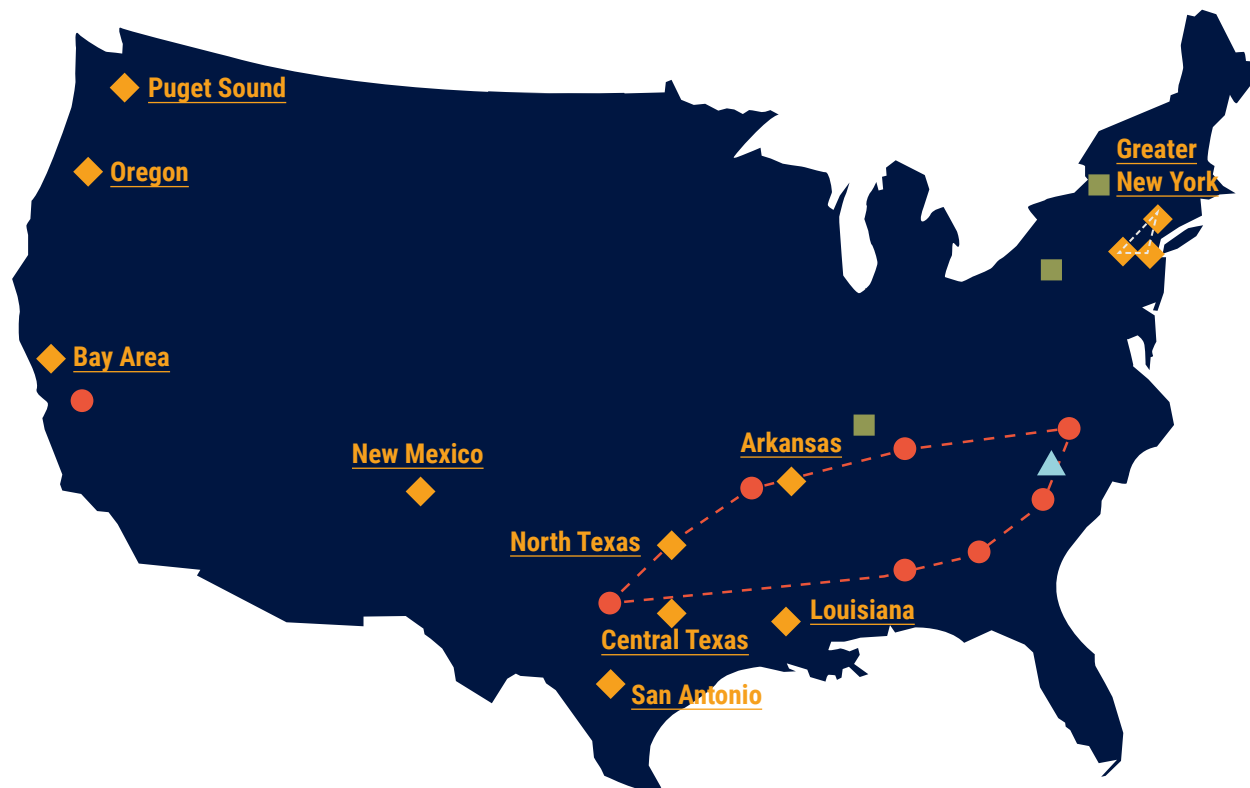 Puget Sound
Greater
New York
Oregon
Bay Area
Arkansas
New Mexico
North Texas
Louisiana
Central Texas
San Antonio